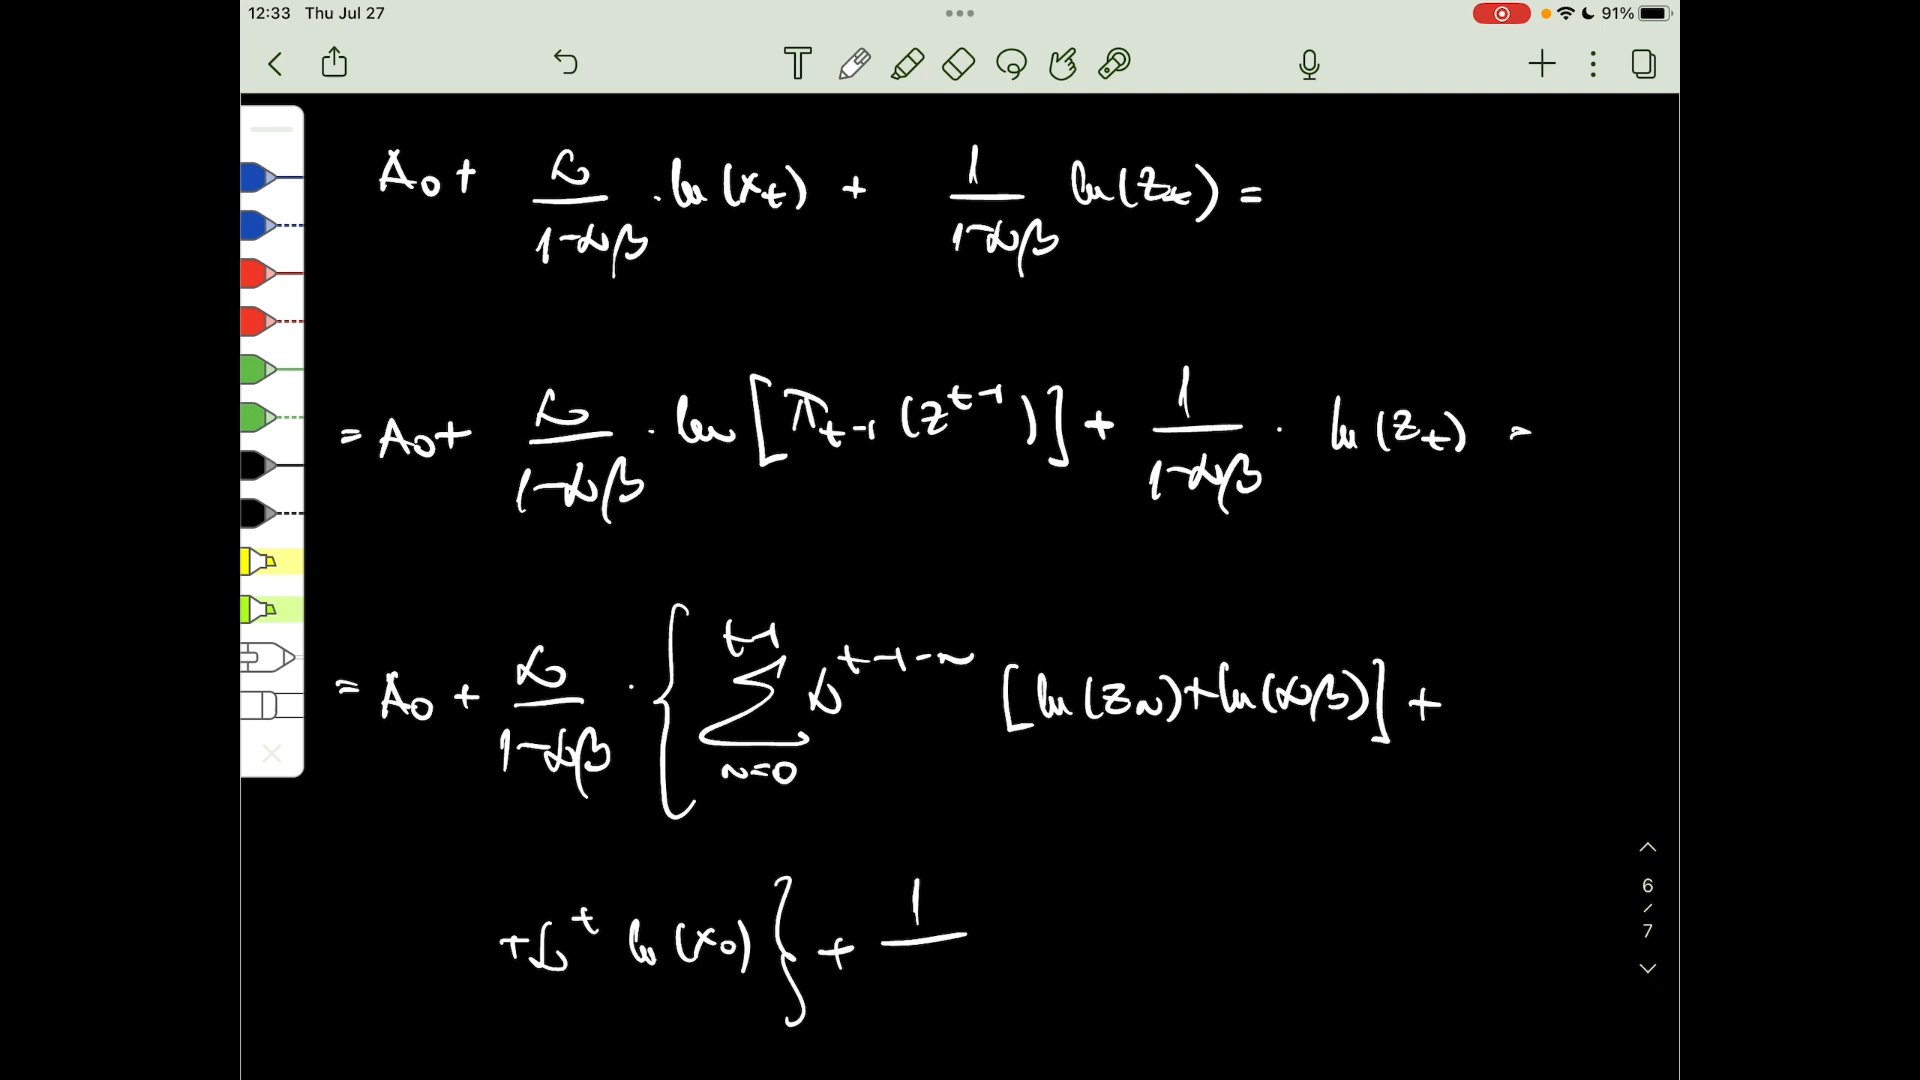 12:33 Thu Jul 27 91%
T
A₀ + α/(1-αβ) · ln(x_t) + 1/(1-αβ) ln(z_t) =
= A₀ + α/(1-αβ) · ln[π_{t-1}(z^{t-1})] + 1/(1-αβ) · ln(z_t) =
= A₀ + α/(1-αβ) · { Σ_{n=0}^{t-1} α^{t-1-n} [ln(z_n) + ln(αβ)] +
+ α^t ln(x₀) } + 1/
6
/
7